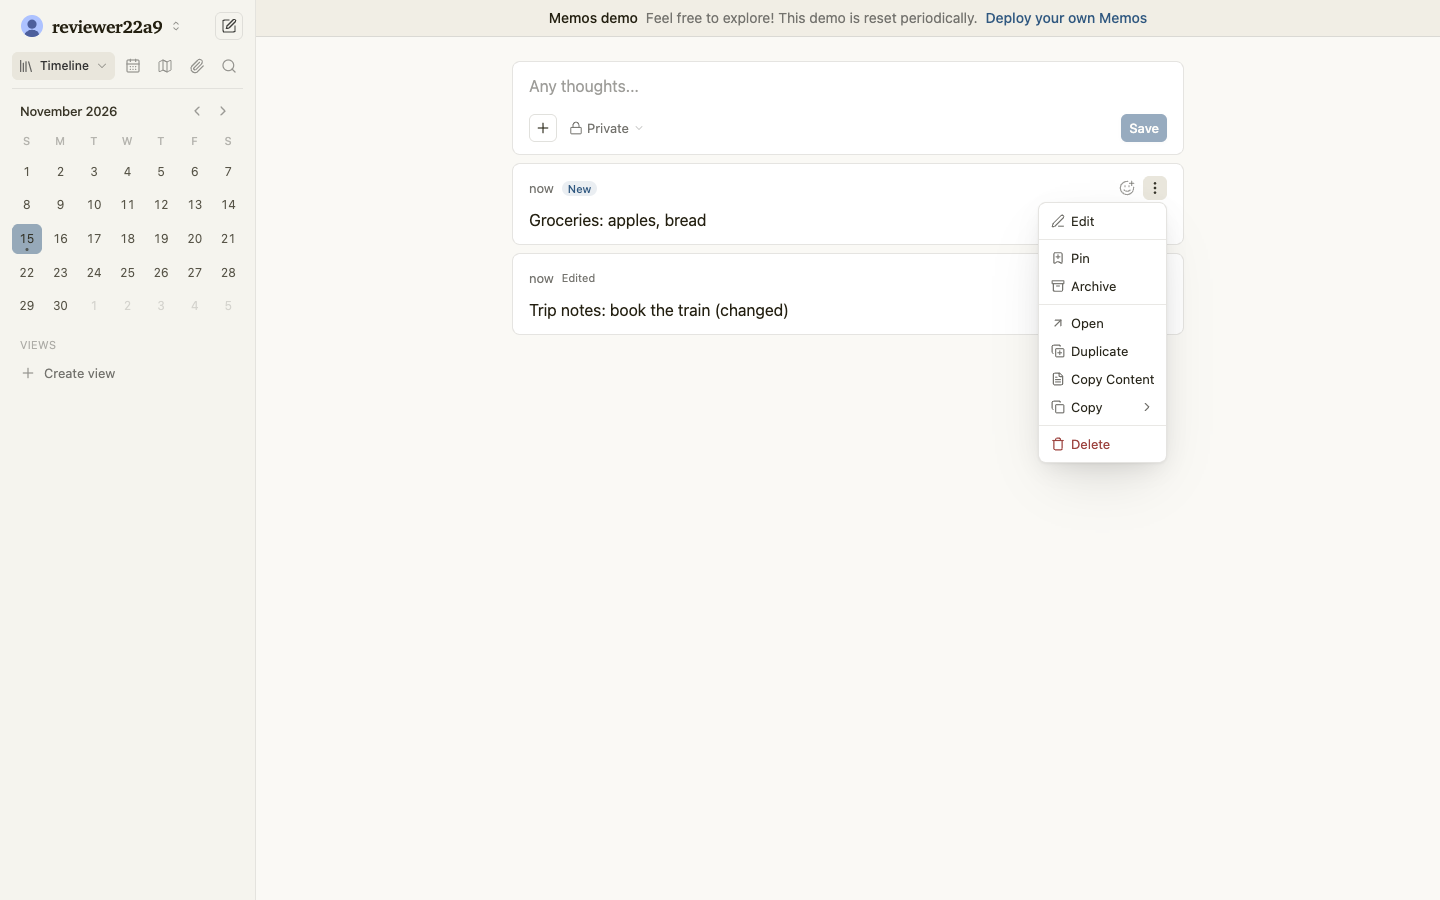 reviewer22a9
Memos demo Feel free to explore! This demo is reset periodically. Deploy your own Memos
Timeline
November 2026
S M T W T F S
1 2 3 4 5 6 7
8 9 10 11 12 13 14
15 16 17 18 19 20 21
22 23 24 25 26 27 28
29 30 1 2 3 4 5
VIEWS
Create view
Any thoughts...
Private
Save
now New
Groceries: apples, bread
now Edited
Trip notes: book the train (changed)
Edit
Pin
Archive
Open
Duplicate
Copy Content
Copy
Delete